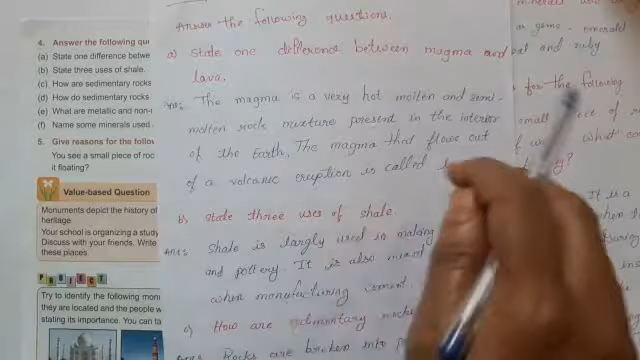 4. Answer the following qu
(a) State one difference betwe
(b) State three uses of shale.
(c) How are sedimentary rocks
(d) How do sedimentary rocks
(e) What are metallic and non-
(f) Name some minerals used
5. Give reasons for the follow
You see a small piece of roc
it floating?
Value-based Question
Monuments depict the history of
heritage.
Your school is organizing a study
Discuss with your friends. Write
these places.
PROJECT
Try to identify the following mon
they are located and the people w
stating its importance. You can ta
Answer the following questions.
a) State one difference between magma and
lava.
Ans: The magma is a very hot molten and semi-
molten rock mixture present in the interior
of the Earth. The magma that flows out
of a volcanic eruption is called
b) State three uses of shale.
Ans: Shale is largely used in making
and pottery. It is also mixed
when manufacturing cement.
c) How are sedimentary rocks
Ans: Rocks are broken into
minerals
gems - emerald
and ruby
for the following
small piece of
It is a